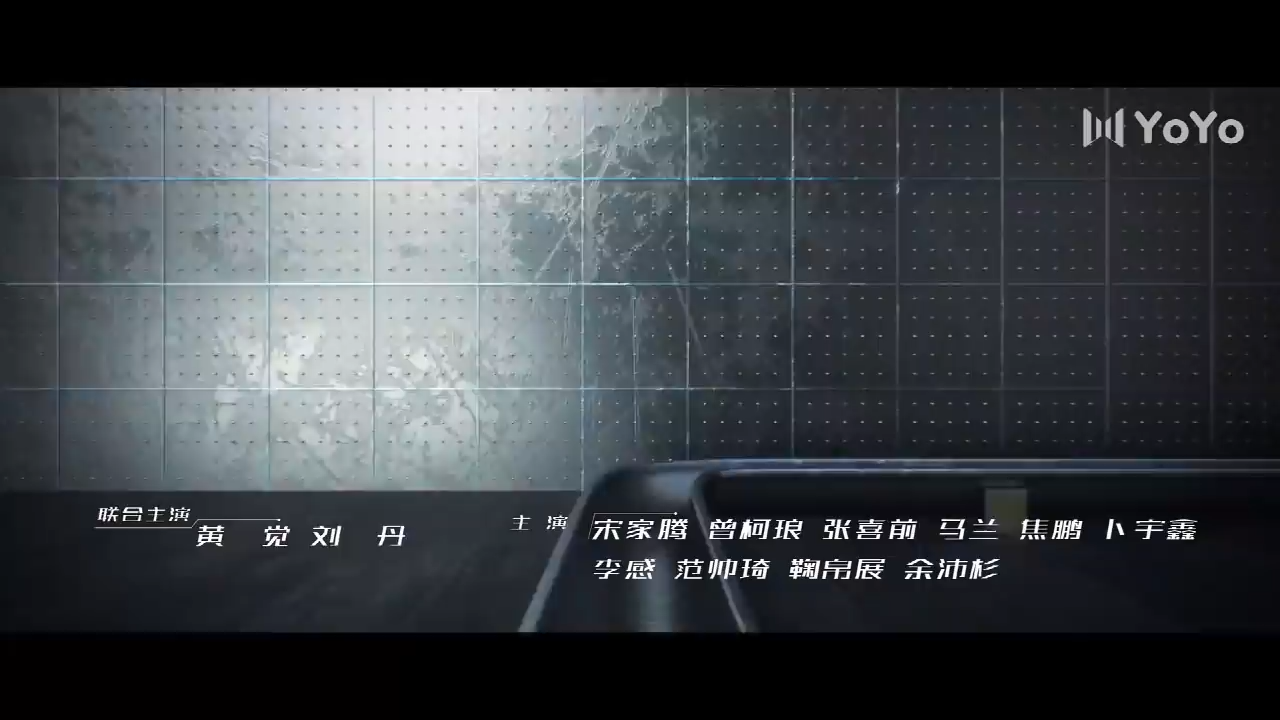 YoYo
联合主演
黄 觉 刘 丹
主 演
宋家腾 曾柯琅 张喜前 马兰 焦鹏 卜宇鑫
李感 范帅琦 鞠帛展 余沛杉